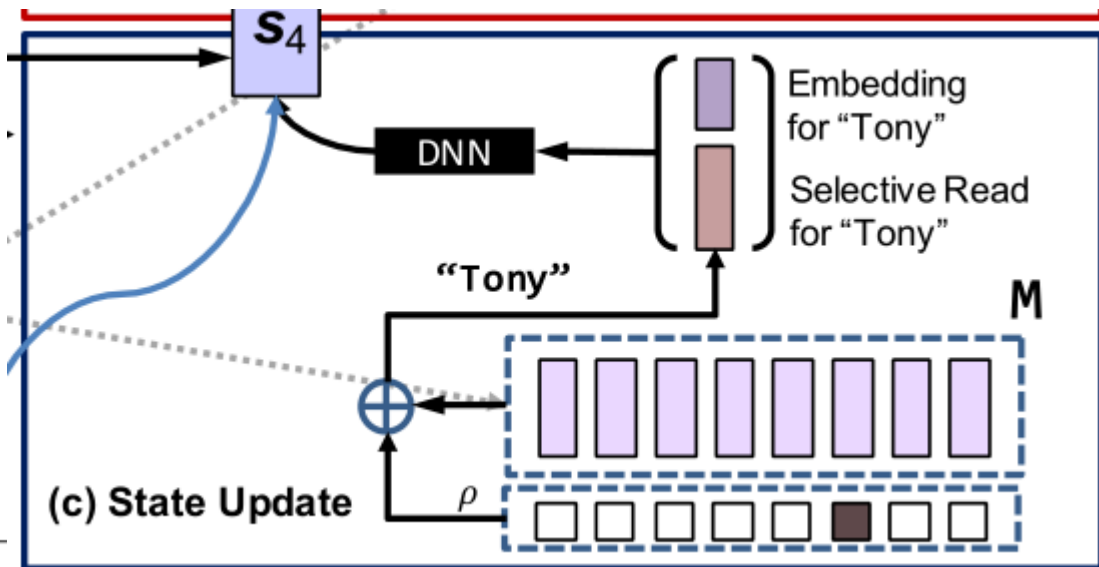 s4
DNN
Embedding
for “Tony”
Selective Read
for “Tony”
“Tony”
M
ρ
(c) State Update